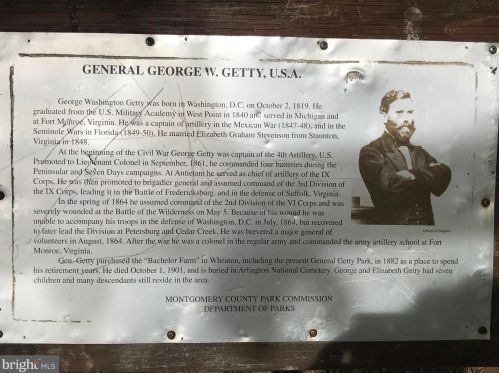 GENERAL GEORGE W. GETTY, U.S.A.
George Washington Getty was born in Washington, D.C. on October 2, 1819. He
graduated from the U.S. Military Academy in West Point in 1840 and served in Michigan and
at Fort Monroe, Virginia. He was a captain of artillery in the Mexican War (1847-48), and in the
Seminole Wars in Florida (1849-50). He married Elizabeth Graham Stevenson from Staunton,
Virginia in 1848.
At the beginning of the Civil War George Getty was captain of the 4th Artillery, U.S.
Promoted to Lieutenant Colonel in September, 1861, he commanded four batteries during the
Peninsular and Seven Days campaigns. At Antietam he served as chief of artillery of the IX
Corps. He was then promoted to brigadier general and assumed command of the 3rd Division of
the IX Corps, leading it in the Battle of Fredericksburg, and in the defense of Suffolk, Virginia.
In the spring of 1864 he assumed command of the 2nd Division of the VI Corps and was
severely wounded at the Battle of the Wilderness on May 5. Because of his wound he was
unable to accompany his troops in the defense of Washington, D.C. in July, 1864, but recovered
to later lead the Division at Petersburg and Cedar Creek. He was breveted a major general of
volunteers in August, 1864. After the war he was a colonel in the regular army and commanded the army artillery school at Fort
Monroe, Virginia.
Gen. Getty purchased the "Bachelor Farm" in Wheaton, including the present General Getty Park, in 1882 as a place to spend
his retirement years. He died October 1, 1901, and is buried in Arlington National Cemetery. George and Elizabeth Getty had seven
children and many descendants still reside in the area.
MONTGOMERY COUNTY PARK COMMISSION
DEPARTMENT OF PARKS
Library of Congress
bright MLS